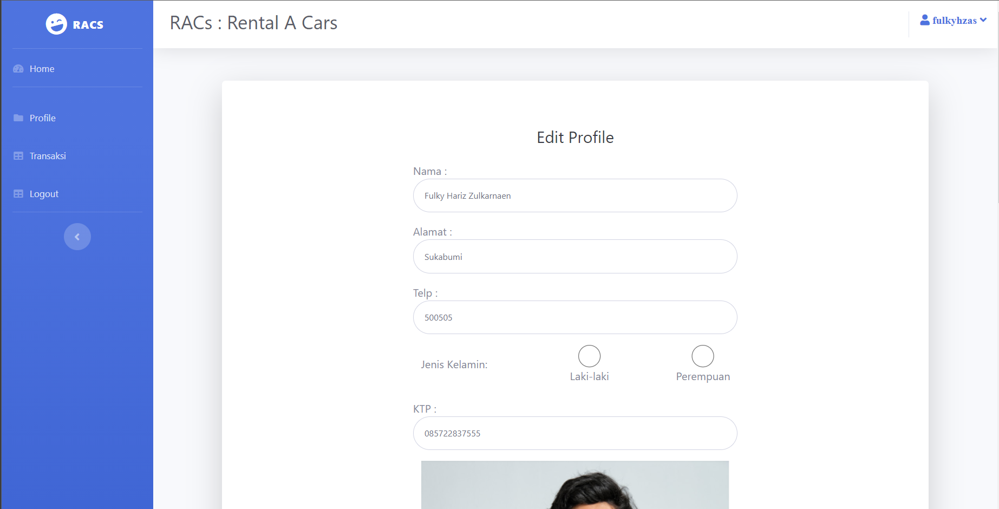 RACS
RACs : Rental A Cars
fulkyhzas
Home
Profile
Transaksi
Logout
Edit Profile
Nama :
Fulky Hariz Zulkarnaen
Alamat :
Sukabumi
Telp :
500505
Jenis Kelamin:
Laki-laki
Perempuan
KTP :
085722837555